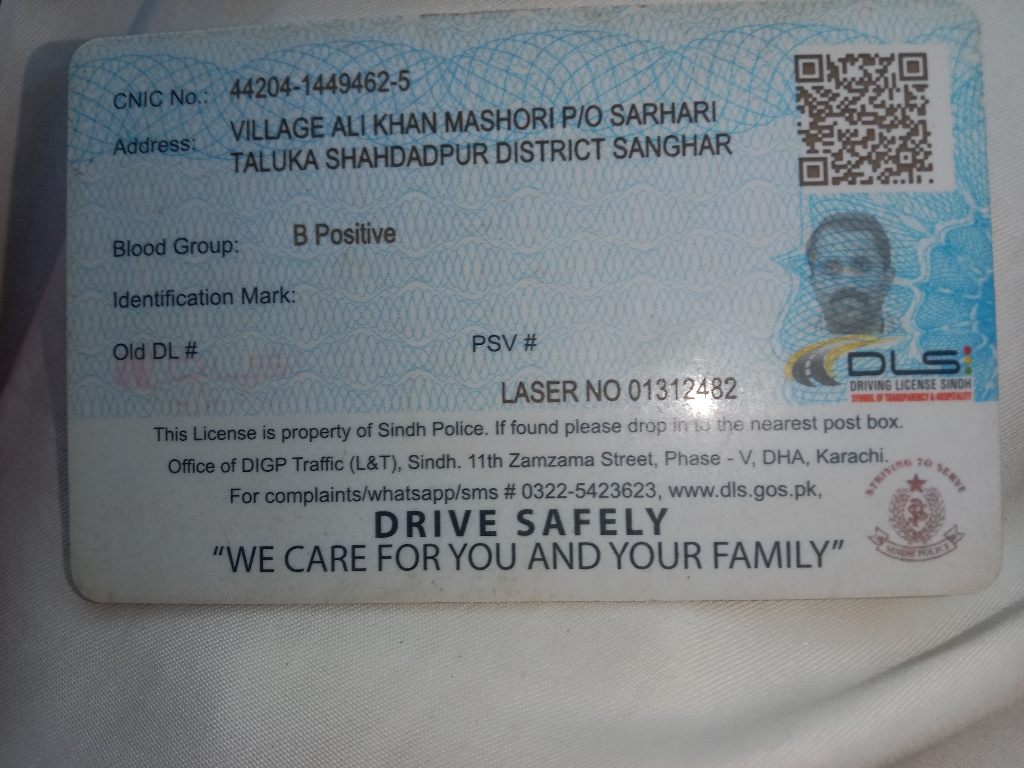 CNIC No.: 44204-1449462-5
Address: VILLAGE ALI KHAN MASHORI P/O SARHARI
TALUKA SHAHDADPUR DISTRICT SANGHAR
Blood Group: B Positive
Identification Mark:
Old DL # PSV #
DLS
DRIVING LICENSE SINDH
SYMBOL OF TRANSPARENCY & HOSPITALITY
LASER NO 01312482
This License is property of Sindh Police. If found please drop in to the nearest post box.
Office of DIGP Traffic (L&T), Sindh. 11th Zamzama Street, Phase - V, DHA, Karachi.
For complaints/whatsapp/sms # 0322-5423623, www.dls.gos.pk,
DRIVE SAFELY
“WE CARE FOR YOU AND YOUR FAMILY”
STRIVING TO SERVE
SINDH POLICE